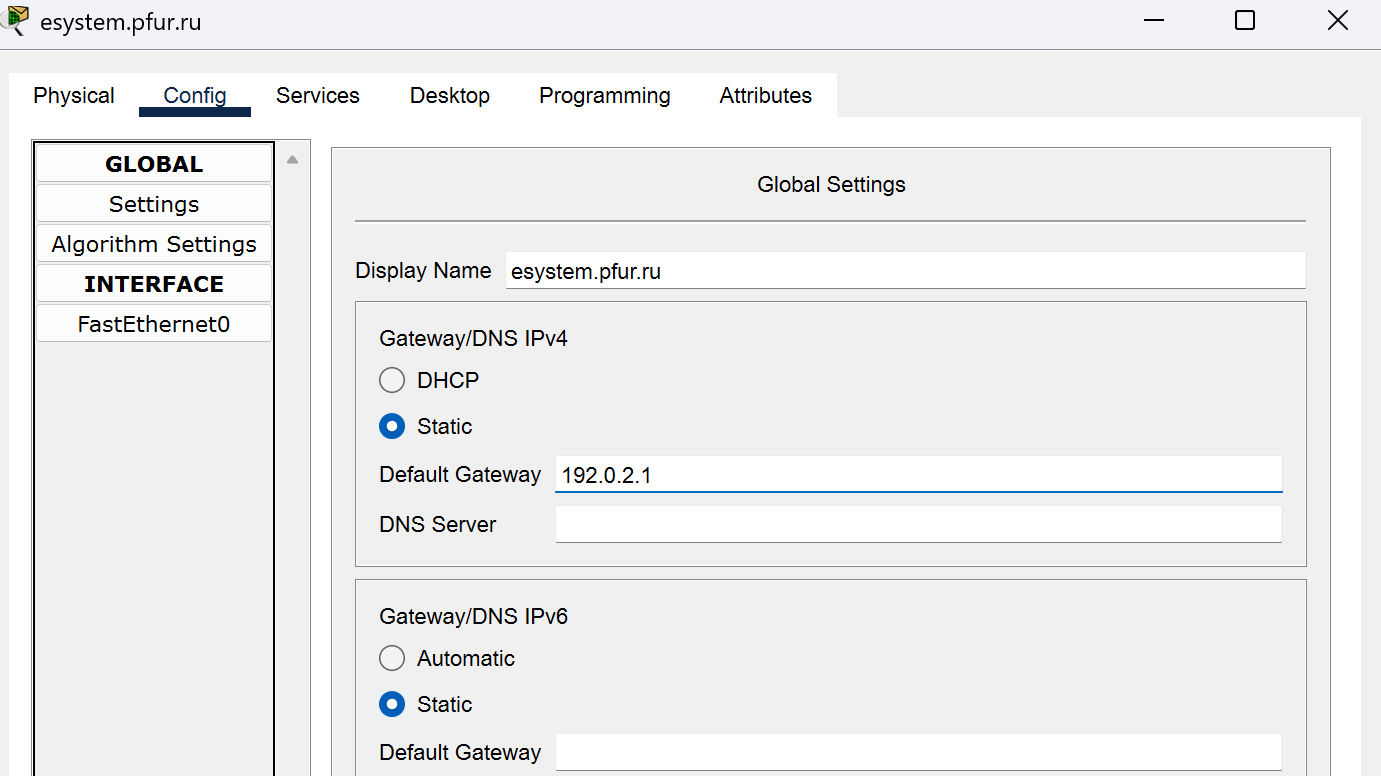 esystem.pfur.ru
Physical Config Services Desktop Programming Attributes
GLOBAL
Settings
Algorithm Settings
INTERFACE
FastEthernet0
Global Settings
Display Name esystem.pfur.ru
Gateway/DNS IPv4
DHCP
Static
Default Gateway 192.0.2.1
DNS Server
Gateway/DNS IPv6
Automatic
Static
Default Gateway